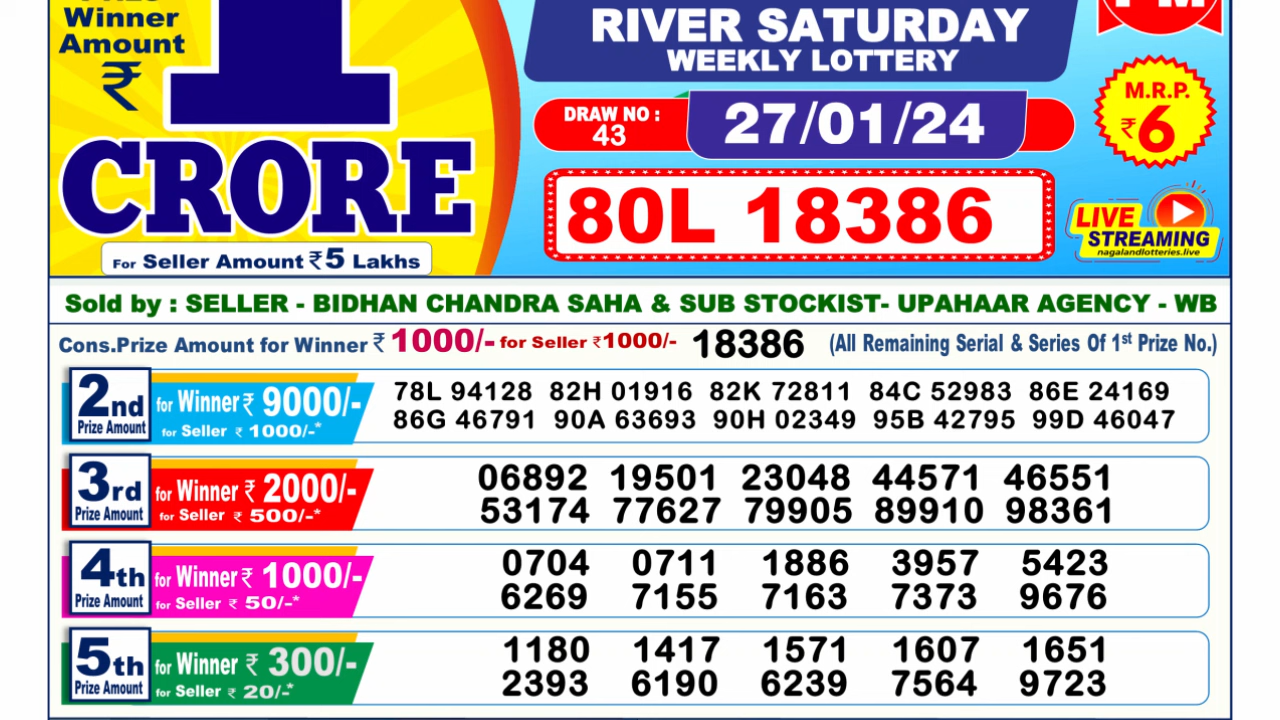 Winner
Amount
₹
1
CRORE
For Seller Amount ₹5 Lakhs
RIVER SATURDAY
WEEKLY LOTTERY
DRAW NO :
43
27/01/24
M.R.P.
₹6
80L 18386
LIVE
STREAMING
nagalandlotteries.live
Sold by : SELLER - BIDHAN CHANDRA SAHA & SUB STOCKIST- UPAHAAR AGENCY - WB
Cons.Prize Amount for Winner ₹ 1000/- for Seller ₹1000/- 18386 (All Remaining Serial & Series Of 1st Prize No.)
2nd
Prize Amount
for Winner ₹ 9000/-
for Seller ₹ 1000/-*
78L 94128 82H 01916 82K 72811 84C 52983 86E 24169
86G 46791 90A 63693 90H 02349 95B 42795 99D 46047
3rd
Prize Amount
for Winner ₹ 2000/-
for Seller ₹ 500/-*
06892 19501 23048 44571 46551
53174 77627 79905 89910 98361
4th
Prize Amount
for Winner ₹ 1000/-
for Seller ₹ 50/-*
0704 0711 1886 3957 5423
6269 7155 7163 7373 9676
5th
Prize Amount
for Winner ₹ 300/-
for Seller ₹ 20/-*
1180 1417 1571 1607 1651
2393 6190 6239 7564 9723